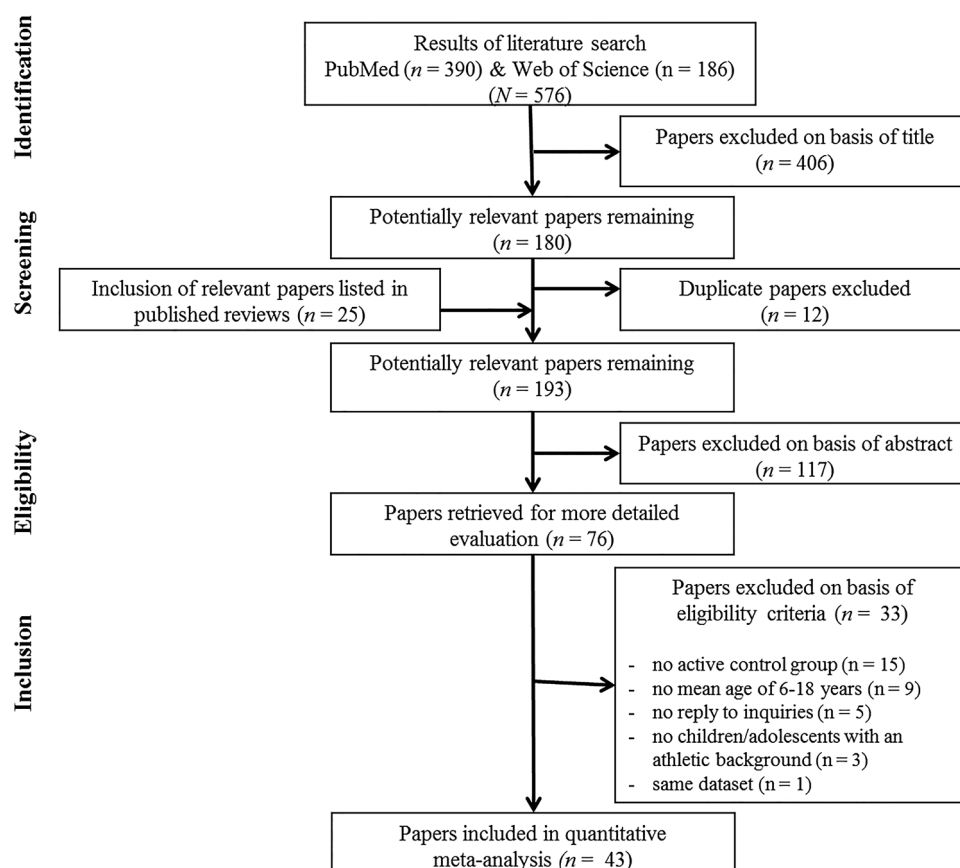 Identification
Results of literature search
PubMed (n = 390) & Web of Science (n = 186)
(N = 576)
Papers excluded on basis of title
(n = 406)
Screening
Potentially relevant papers remaining
(n = 180)
Inclusion of relevant papers listed in
published reviews (n = 25)
Duplicate papers excluded
(n = 12)
Potentially relevant papers remaining
(n = 193)
Eligibility
Papers excluded on basis of abstract
(n = 117)
Papers retrieved for more detailed
evaluation (n = 76)
Inclusion
Papers excluded on basis of
eligibility criteria (n = 33)
- no active control group (n = 15)
- no mean age of 6-18 years (n = 9)
- no reply to inquiries (n = 5)
- no children/adolescents with an
athletic background (n = 3)
- same dataset (n = 1)
Papers included in quantitative
meta-analysis (n = 43)